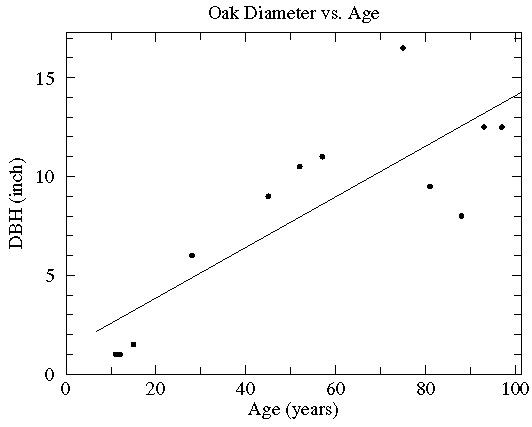 Oak Diameter vs. Age
15
10
5
0
DBH (inch)
0 20 40 60 80 100
Age (years)